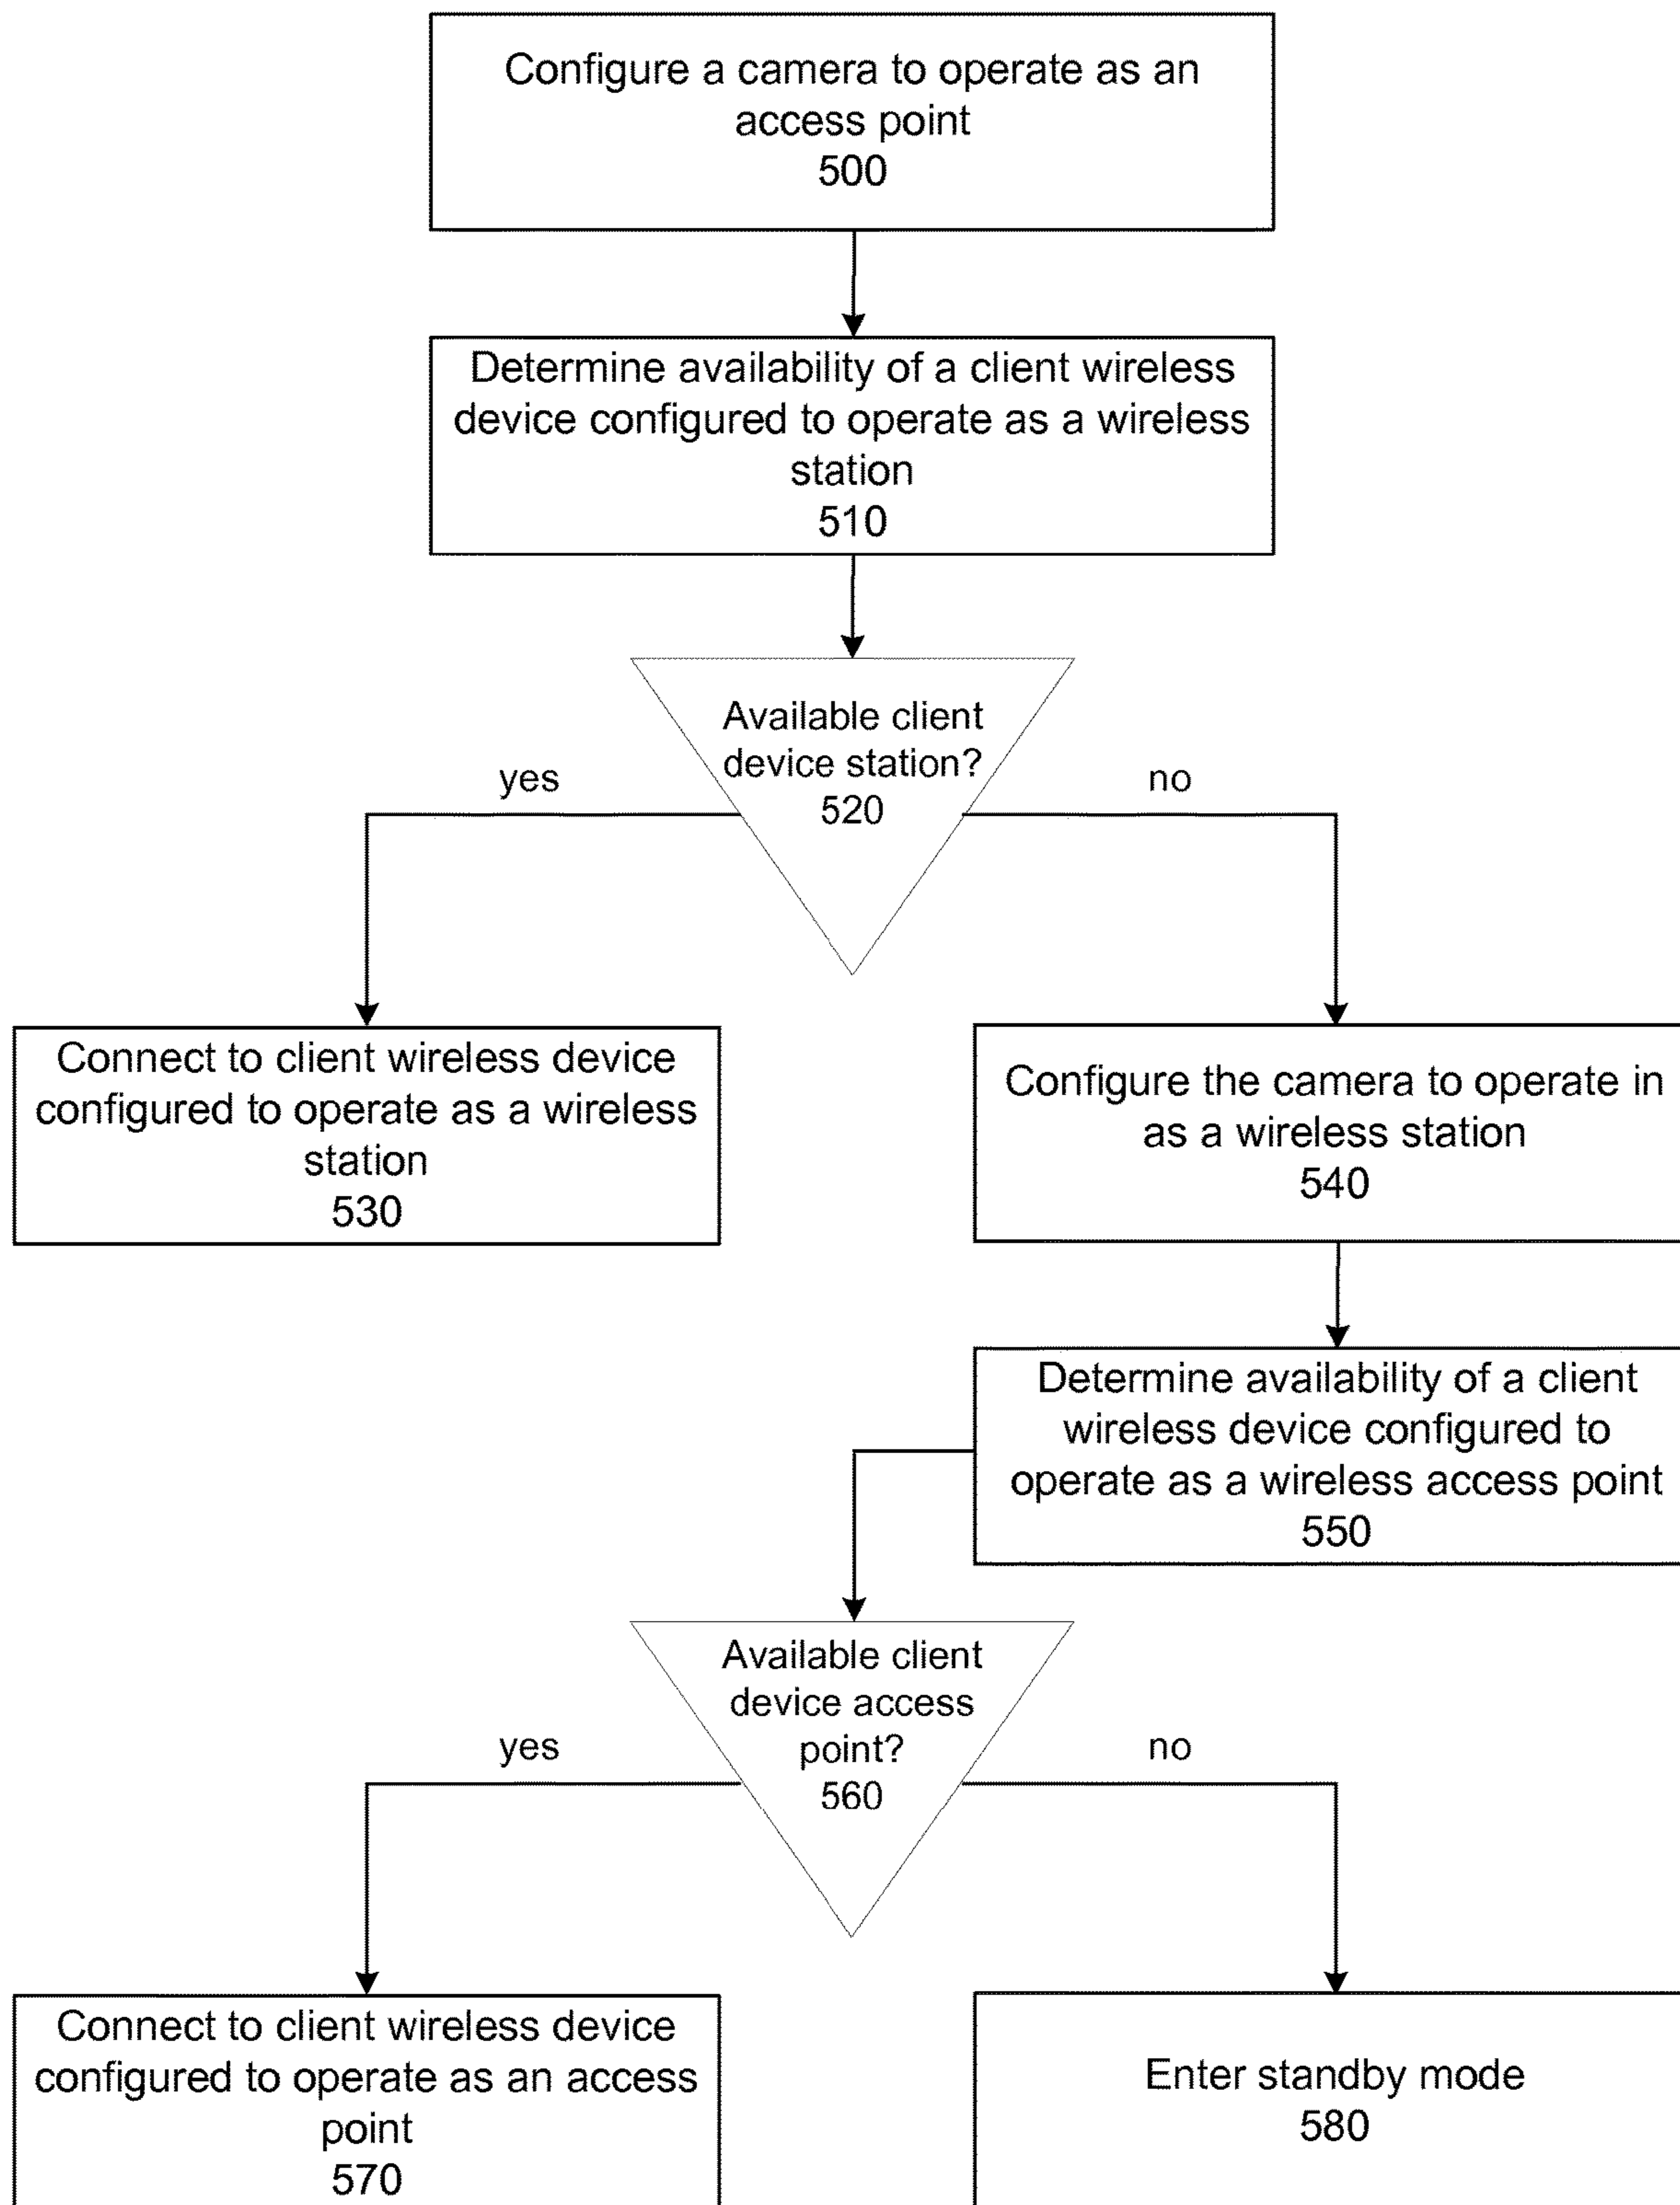 Configure a camera to operate as an
access point
500
Determine availability of a client wireless
device configured to operate as a wireless
station
510
Available client
device station?
520
yes
no
Connect to client wireless device
configured to operate as a wireless
station
530
Configure the camera to operate in
as a wireless station
540
Determine availability of a client
wireless device configured to
operate as a wireless access point
550
Available client
device access
point?
560
yes
no
Connect to client wireless device
configured to operate as an access
point
570
Enter standby mode
580